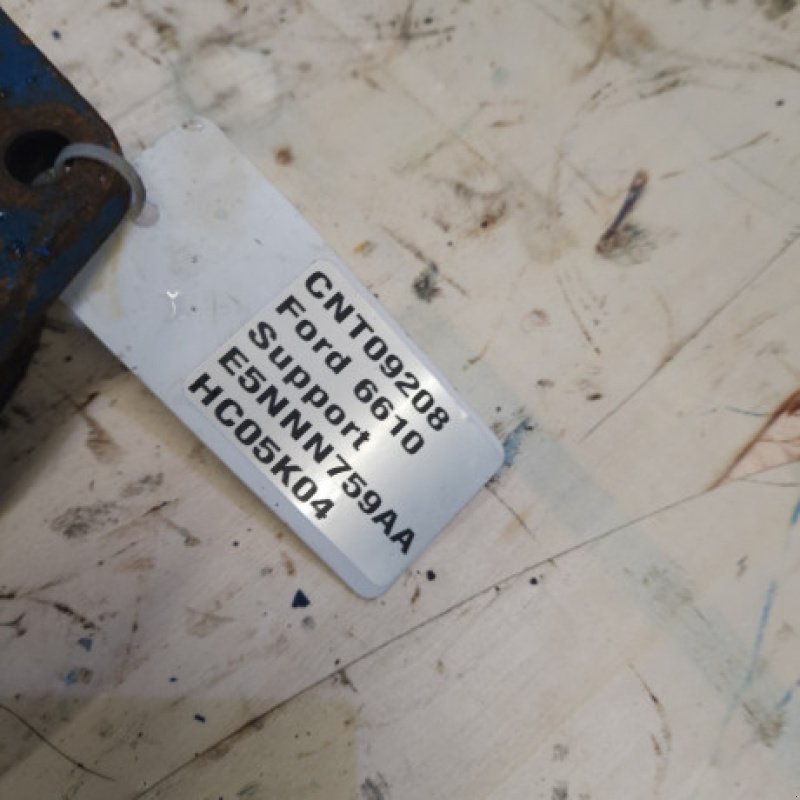 CNT09208
Ford 6610
Support
E5NNN759AA
HC05K04